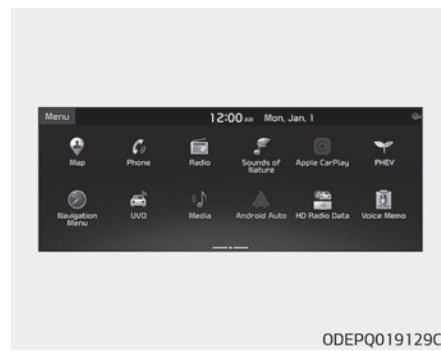 Menu 12:00 AM Mon, Jan. 1
Map Phone Radio Sounds of Nature Apple CarPlay PHEV
Navigation Menu UVO Media Android Auto HD Radio Data Voice Memo
ODEPQ019129C